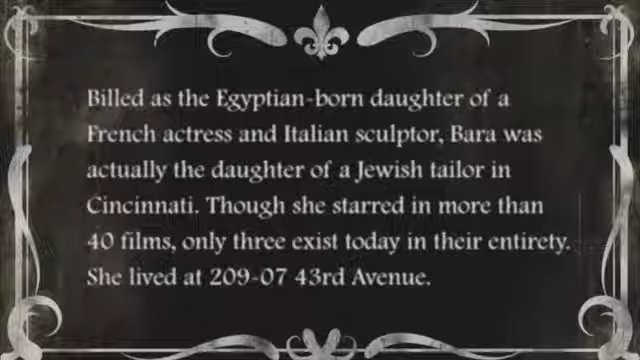 Billed as the Egyptian-born daughter of a
French actress and Italian sculptor, Bara was
actually the daughter of a Jewish tailor in
Cincinnati. Though she starred in more than
40 films, only three exist today in their entirety.
She lived at 209-07 43rd Avenue.